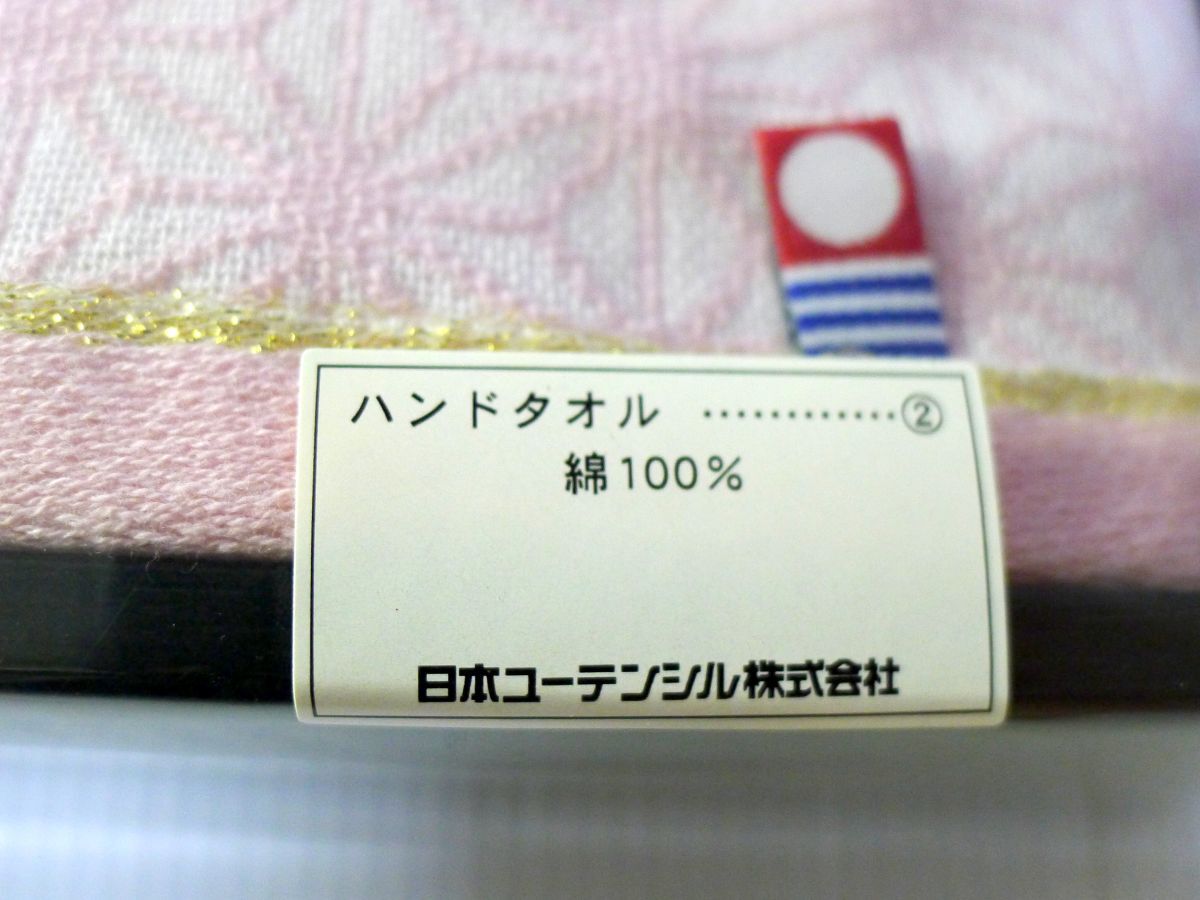 ハンドタオル …………②
綿100%
日本ユーテンシル株式会社